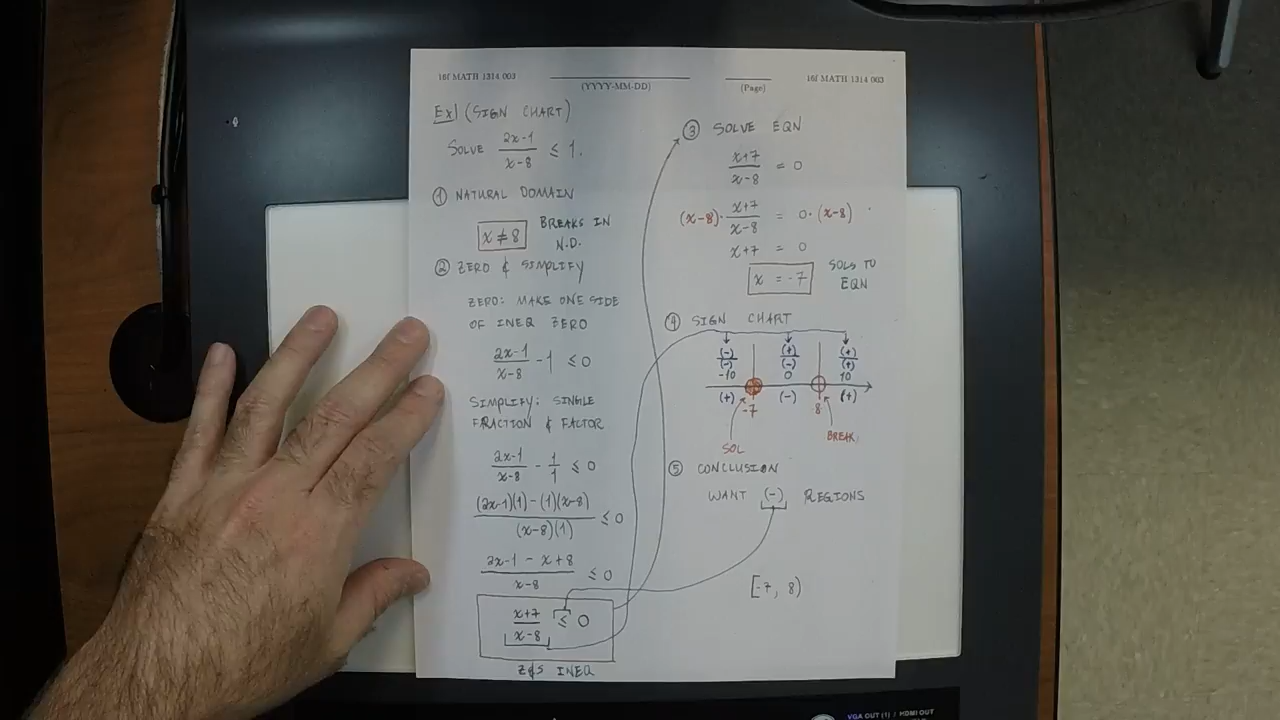 16f MATH 1314 003
(YYYY-MM-DD)
(Page)
16f MATH 1314 003
Ex) (SIGN CHART)
SOLVE (2x-1)/(x-8) ≤ 1.
① NATURAL DOMAIN
x ≠ 8 BREAKS IN
N.D.
② ZERO & SIMPLIFY
ZERO: MAKE ONE SIDE
OF INEQ ZERO
(2x-1)/(x-8) - 1 ≤ 0
SIMPLIFY: SINGLE
FRACTION & FACTOR
(2x-1)/(x-8) - 1/1 ≤ 0
((2x-1)(1) - (1)(x-8))/((x-8)(1)) ≤ 0
(2x-1 - x+8)/(x-8) ≤ 0
(x+7)/(x-8) ≤ 0
Z&S INEQ
③ SOLVE EQN
(x+7)/(x-8) = 0
(x-8)· (x+7)/(x-8) = 0·(x-8)
x+7 = 0
x = -7 SOLS TO
EQN
④ SIGN CHART
(-)/(-) (+)/(-) (+)/(+)
-10 0 10
(+) (-) (+)
-7 8
SOL BREAK
⑤ CONCLUSION
WANT (-) REGIONS
[-7, 8)
VGA OUT (1) / HDMI OUT